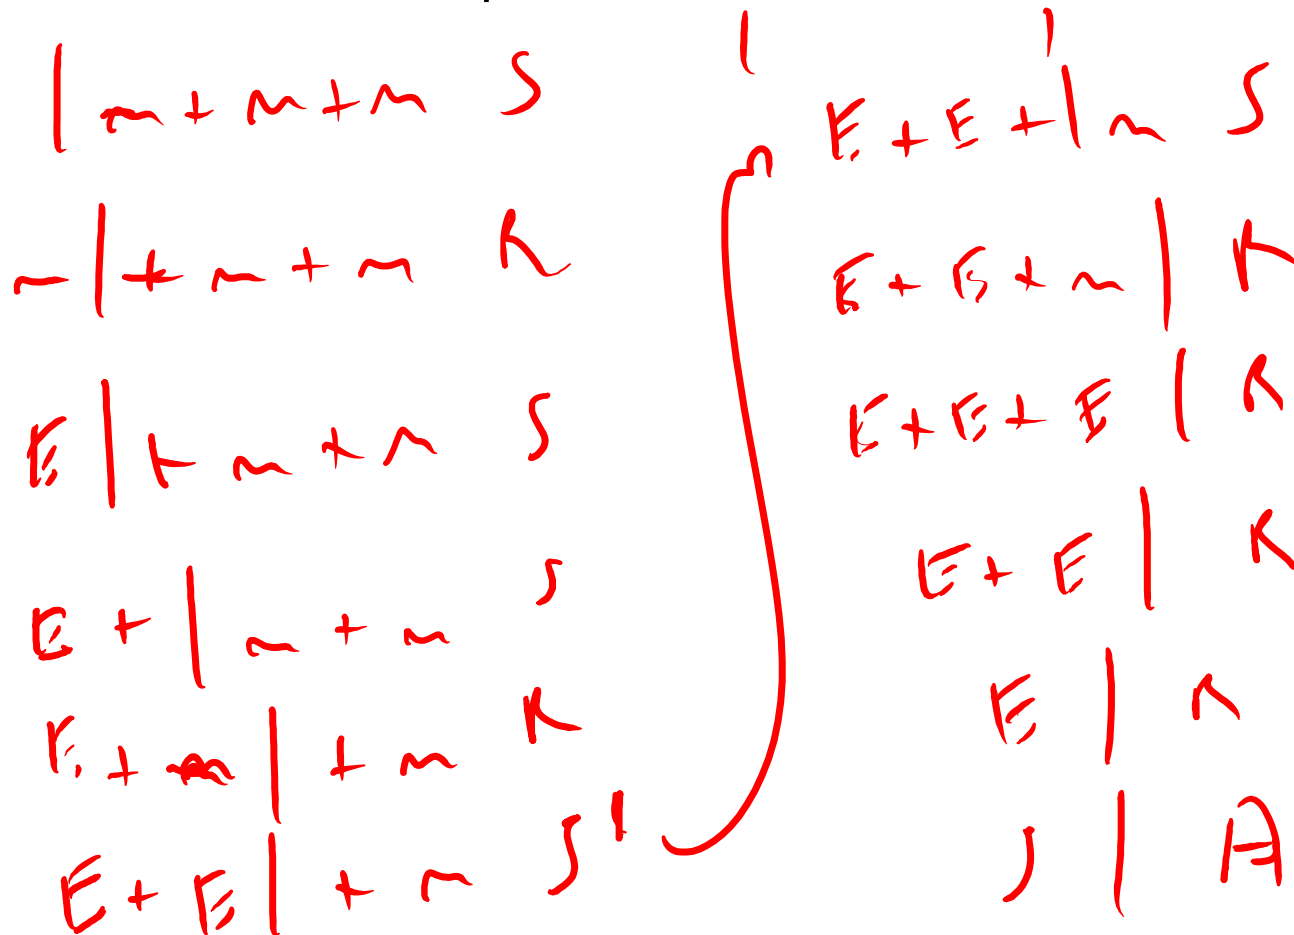 | n + n + n S
n | + n + n R
E | + n + n S
E + | n + n S
E + n | + n R
E + E | + n S
E + E + | n S
E + E + n | R
E + E + E | R
E + E | R
E | R
S | A